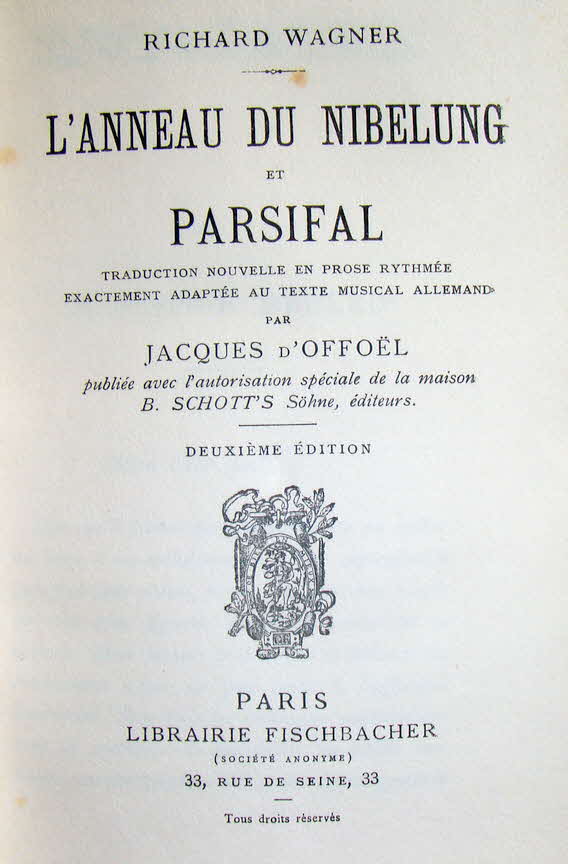 RICHARD WAGNER
L'ANNEAU DU NIBELUNG
ET
PARSIFAL
TRADUCTION NOUVELLE EN PROSE RYTHMÉE
EXACTEMENT ADAPTÉE AU TEXTE MUSICAL ALLEMAND
PAR
JACQUES D'OFFOËL
publiée avec l'autorisation spéciale de la maison
B. SCHOTT'S Söhne, éditeurs.
DEUXIÈME ÉDITION
PARIS
LIBRAIRIE FISCHBACHER
(SOCIÉTÉ ANONYME)
33, RUE DE SEINE, 33
Tous droits réservés